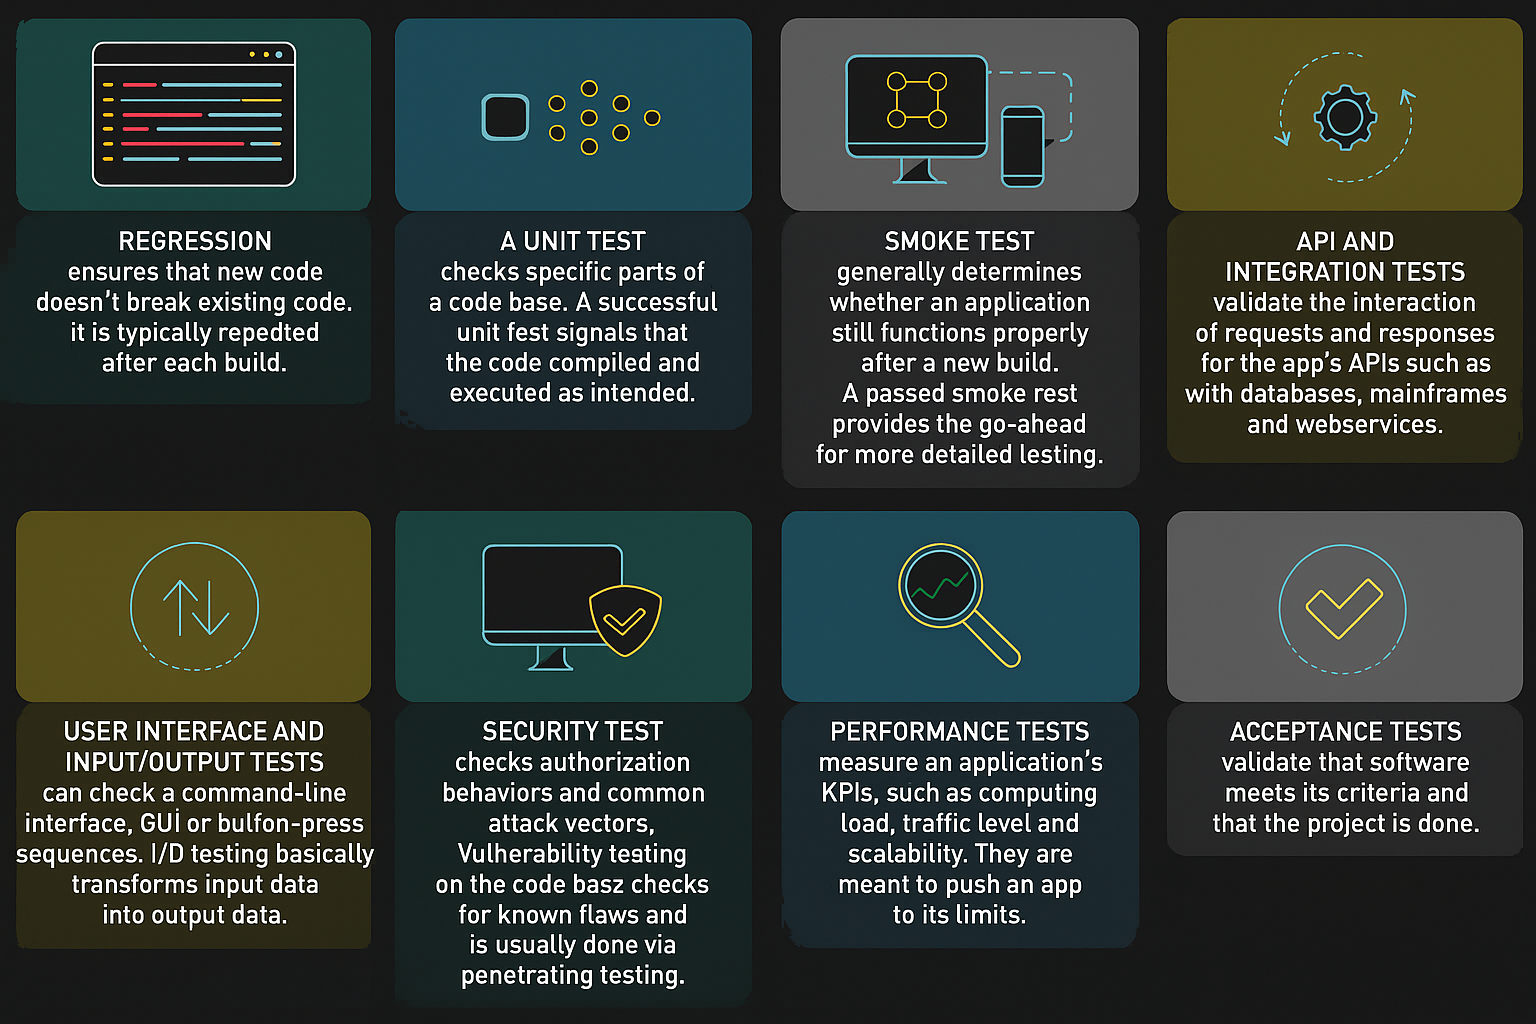 REGRESSION
ensures that new code
doesn't break existing code.
it is typically repedted
after each build.
A UNIT TEST
checks specific parts of
a code base. A successful
unit fest signals that
the code compiled and
executed as intended.
SMOKE TEST
generally determines
whether an application
still functions properly
after a new build.
A passed smoke rest
provides the go-ahead
for more detailed lesting.
API AND
INTEGRATION TESTS
validate the interaction
of requests and responses
for the app's APIs such as
with databases, mainframes
and webservices.
USER INTERFACE AND
INPUT/OUTPUT TESTS
can check a command-line
interface, GUI or bulfon-press
sequences. I/D testing basically
transforms input data
into output data.
SECURITY TEST
checks authorization
behaviors and common
attack vectors,
Vulherability testing
on the code basz checks
for known flaws and
is usually done via
penetrating testing.
PERFORMANCE TESTS
measure an application's
KPIs, such as computing
load, traffic level and
scalability. They are
meant to push an app
to its limits.
ACCEPTANCE TESTS
validate that software
meets its criteria and
that the project is done.